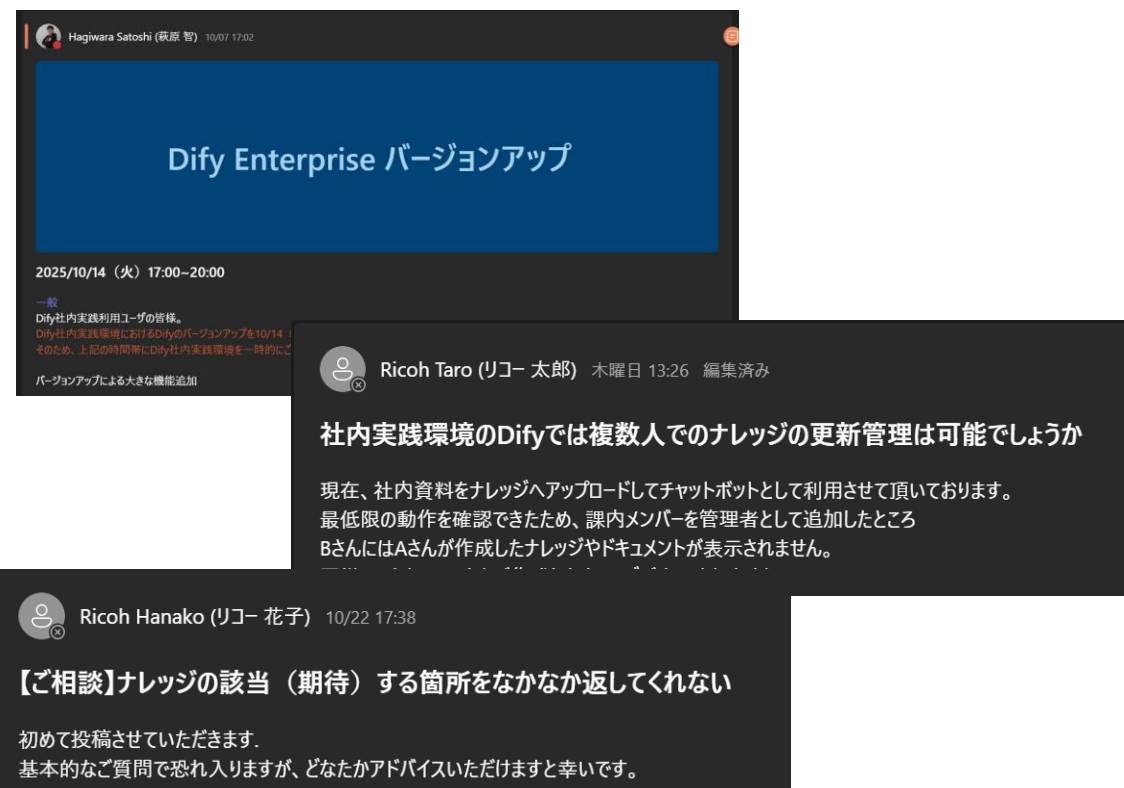 Hagiwara Satoshi (萩原 智) 10/07 17:02
Dify Enterprise バージョンアップ
2025/10/14（火）17:00~20:00
一般
Dify社内実践利用ユーザの皆様。
Dify社内実践環境におけるDifyのバージョンアップを10/14
そのため、上記の時間帯にDify社内実践環境を一時的にご
バージョンアップによる大きな機能追加
Ricoh Taro (リコー 太郎) 木曜日 13:26 編集済み
社内実践環境のDifyでは複数人でのナレッジの更新管理は可能でしょうか
現在、社内資料をナレッジへアップロードしてチャットボットとして利用させて頂いております。
最低限の動作を確認できたため、課内メンバーを管理者として追加したところ
BさんにはAさんが作成したナレッジやドキュメントが表示されません。
Ricoh Hanako (リコー 花子) 10/22 17:38
【ご相談】ナレッジの該当（期待）する箇所をなかなか返してくれない
初めて投稿させていただきます.
基本的なご質問で恐れ入りますが、どなたかアドバイスいただけますと幸いです。